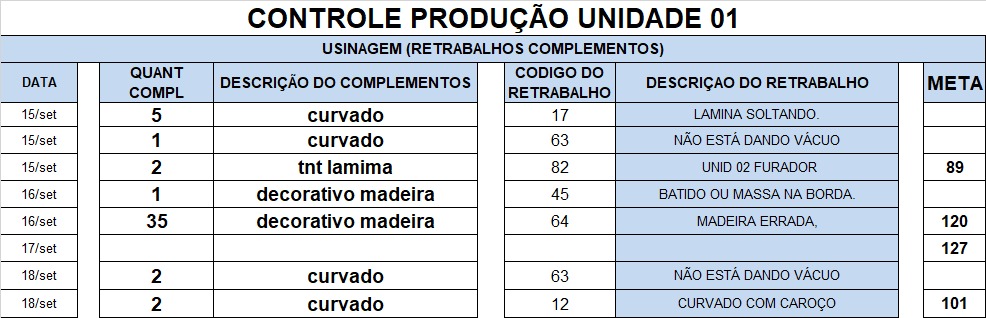 CONTROLE PRODUÇÃO UNIDADE 01
USINAGEM (RETRABALHOS COMPLEMENTOS)
DATA QUANT COMPL DESCRIÇÃO DO COMPLEMENTOS CODIGO DO RETRABALHO DESCRIÇAO DO RETRABALHO META
15/set 5 curvado 17 LAMINA SOLTANDO.
15/set 1 curvado 63 NÃO ESTÁ DANDO VÁCUO
15/set 2 tnt lamima 82 UNID 02 FURADOR 89
16/set 1 decorativo madeira 45 BATIDO OU MASSA NA BORDA.
16/set 35 decorativo madeira 64 MADEIRA ERRADA, 120
17/set 127
18/set 2 curvado 63 NÃO ESTÁ DANDO VÁCUO
18/set 2 curvado 12 CURVADO COM CAROÇO 101